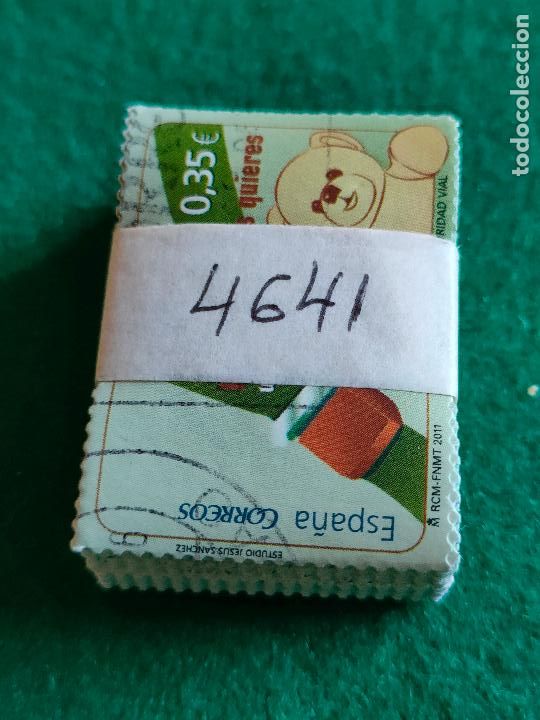 0,35€
s quieres
RIDAD VIAL
4641
España CORREOS
RCM-FNMT 2011
ESTUDIO JESUS SANCHEZ
todocoleccion